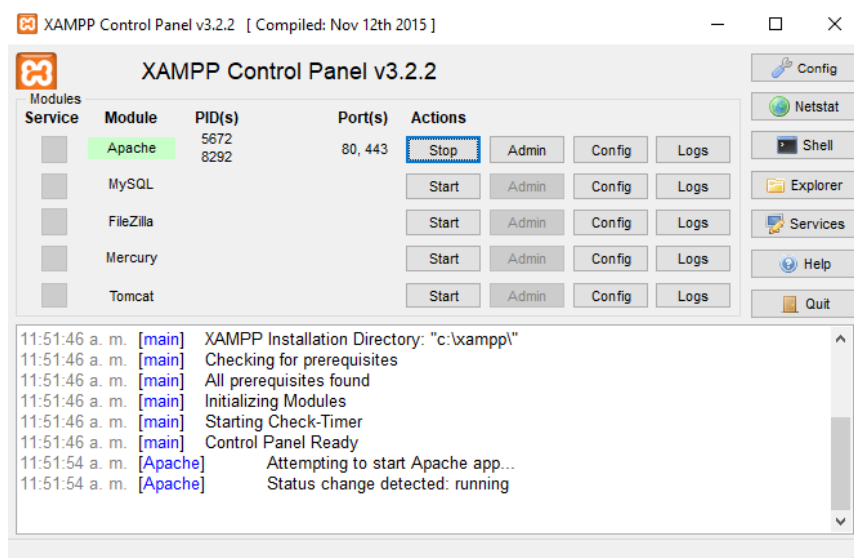 XAMPP Control Panel v3.2.2 [ Compiled: Nov 12th 2015 ]
XAMPP Control Panel v3.2.2
Config
Modules
Service Module PID(s) Port(s) Actions
Netstat
Apache 5672 80, 443 Stop Admin Config Logs
8292
Shell
MySQL Start Admin Config Logs
Explorer
FileZilla Start Admin Config Logs
Services
Mercury Start Admin Config Logs
Help
Tomcat Start Admin Config Logs
Quit
11:51:46 a. m. [main] XAMPP Installation Directory: "c:\xampp\"
11:51:46 a. m. [main] Checking for prerequisites
11:51:46 a. m. [main] All prerequisites found
11:51:46 a. m. [main] Initializing Modules
11:51:46 a. m. [main] Starting Check-Timer
11:51:46 a. m. [main] Control Panel Ready
11:51:54 a. m. [Apache] Attempting to start Apache app...
11:51:54 a. m. [Apache] Status change detected: running